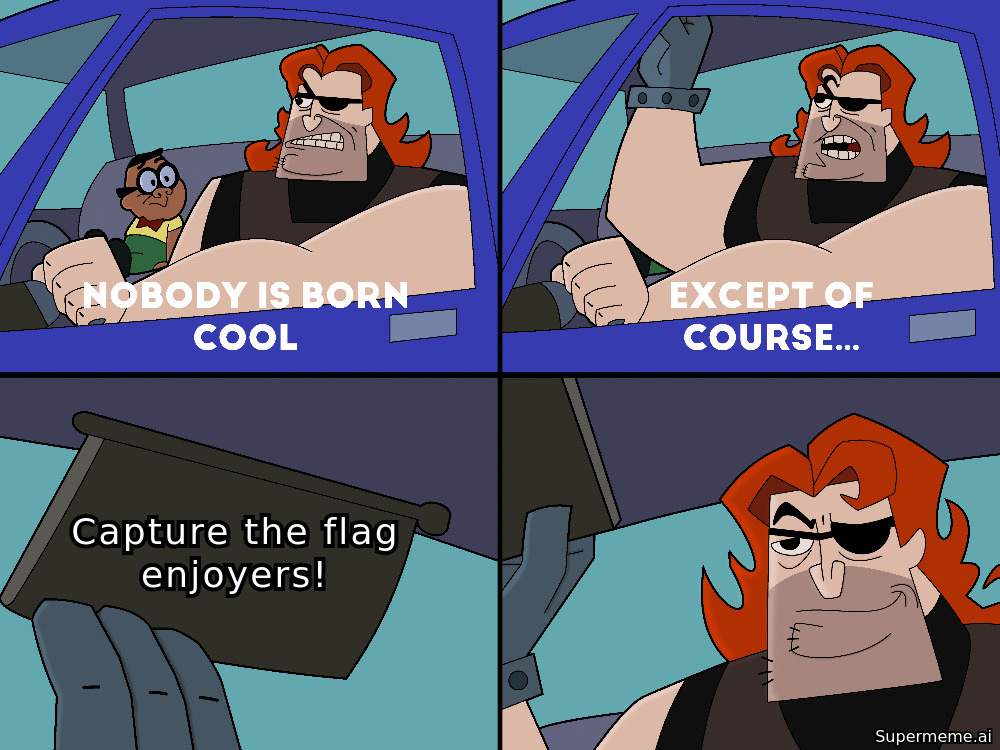 NOBODY IS BORN
COOL
EXCEPT OF
COURSE...
Capture the flag
enjoyers!
Supermeme.ai